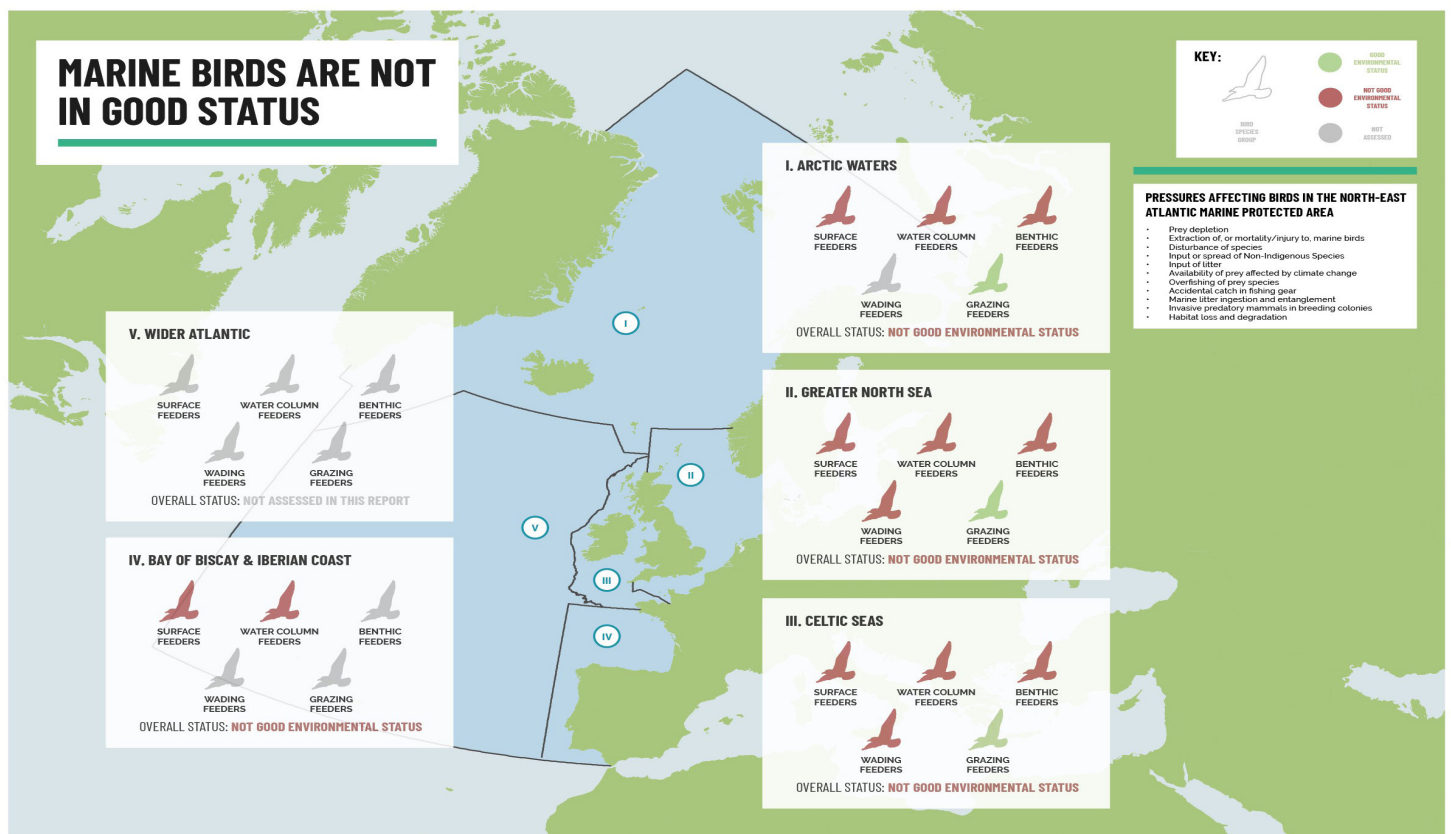 MARINE BIRDS ARE NOT
IN GOOD STATUS
KEY:
BIRD
SPECIES
GROUP
GOOD
ENVIRONMENTAL
STATUS
NOT GOOD
ENVIRONMENTAL
STATUS
NOT
ASSESSED
PRESSURES AFFECTING BIRDS IN THE NORTH-EAST
ATLANTIC MARINE PROTECTED AREA
· Prey depletion
· Extraction of, or mortality/injury to, marine birds
· Disturbance of species
· Input or spread of Non-Indigenous Species
· Input of litter
· Availability of prey affected by climate change
· Overfishing of prey species
· Accidental catch in fishing gear
· Marine litter ingestion and entanglement
· Invasive predatory mammals in breeding colonies
· Habitat loss and degradation
I. ARCTIC WATERS
SURFACE
FEEDERS
WATER COLUMN
FEEDERS
BENTHIC
FEEDERS
WADING
FEEDERS
GRAZING
FEEDERS
OVERALL STATUS: NOT GOOD ENVIRONMENTAL STATUS
II. GREATER NORTH SEA
SURFACE
FEEDERS
WATER COLUMN
FEEDERS
BENTHIC
FEEDERS
WADING
FEEDERS
GRAZING
FEEDERS
OVERALL STATUS: NOT GOOD ENVIRONMENTAL STATUS
III. CELTIC SEAS
SURFACE
FEEDERS
WATER COLUMN
FEEDERS
BENTHIC
FEEDERS
WADING
FEEDERS
GRAZING
FEEDERS
OVERALL STATUS: NOT GOOD ENVIRONMENTAL STATUS
V. WIDER ATLANTIC
SURFACE
FEEDERS
WATER COLUMN
FEEDERS
BENTHIC
FEEDERS
WADING
FEEDERS
GRAZING
FEEDERS
OVERALL STATUS: NOT ASSESSED IN THIS REPORT
IV. BAY OF BISCAY & IBERIAN COAST
SURFACE
FEEDERS
WATER COLUMN
FEEDERS
BENTHIC
FEEDERS
WADING
FEEDERS
GRAZING
FEEDERS
OVERALL STATUS: NOT GOOD ENVIRONMENTAL STATUS
I
II
V
III
IV